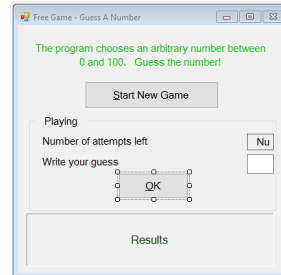 Free Game - Guess A Number
The program chooses an arbitrary number between
0 and 100. Guess the number!
Start New Game
Playing
Number of attempts left
Nu
Write your guess
OK
Results